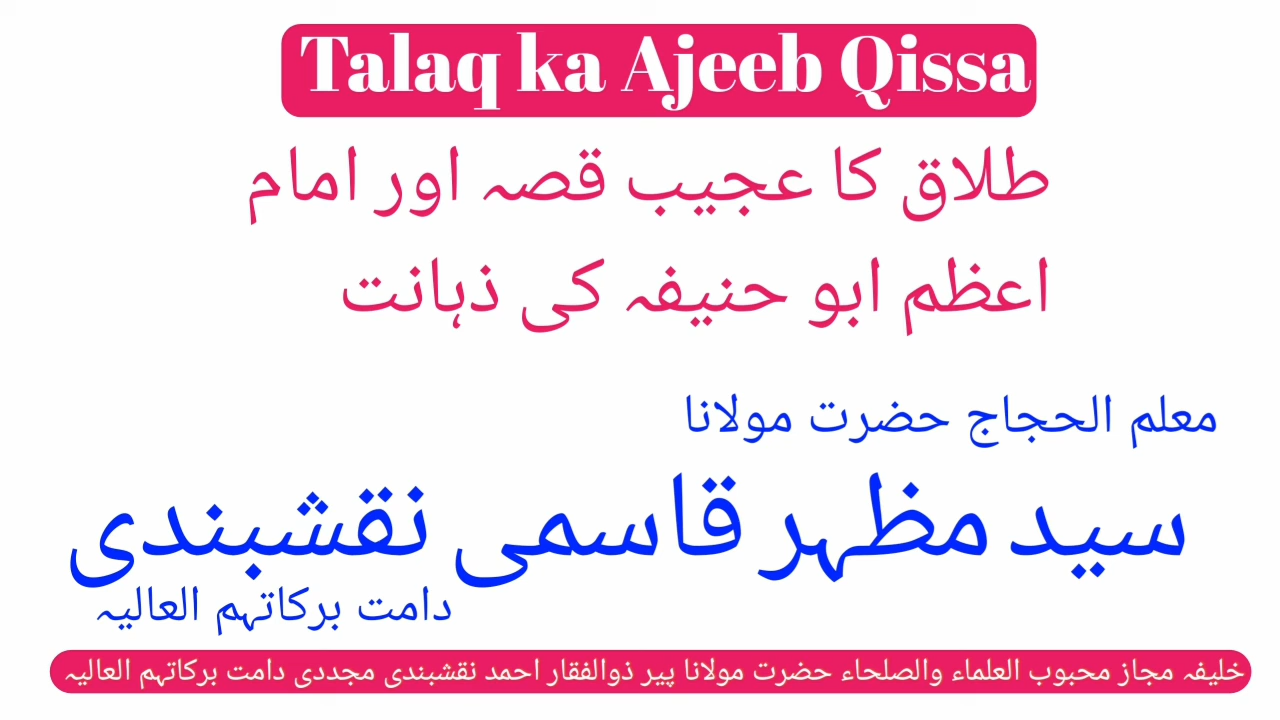 Talaq ka Ajeeb Qissa
طلاق کا عجیب قصہ اور امام
اعظم ابو حنیفہ کی ذہانت
معلم الحجاج حضرت مولانا
سید مظہر قاسمی نقشبندی
دامت برکاتہم العالیہ
خلیفہ مجاز محبوب العلماء والصلحاء حضرت مولانا پیر ذوالفقار احمد نقشبندی مجددی دامت برکاتہم العالیہ